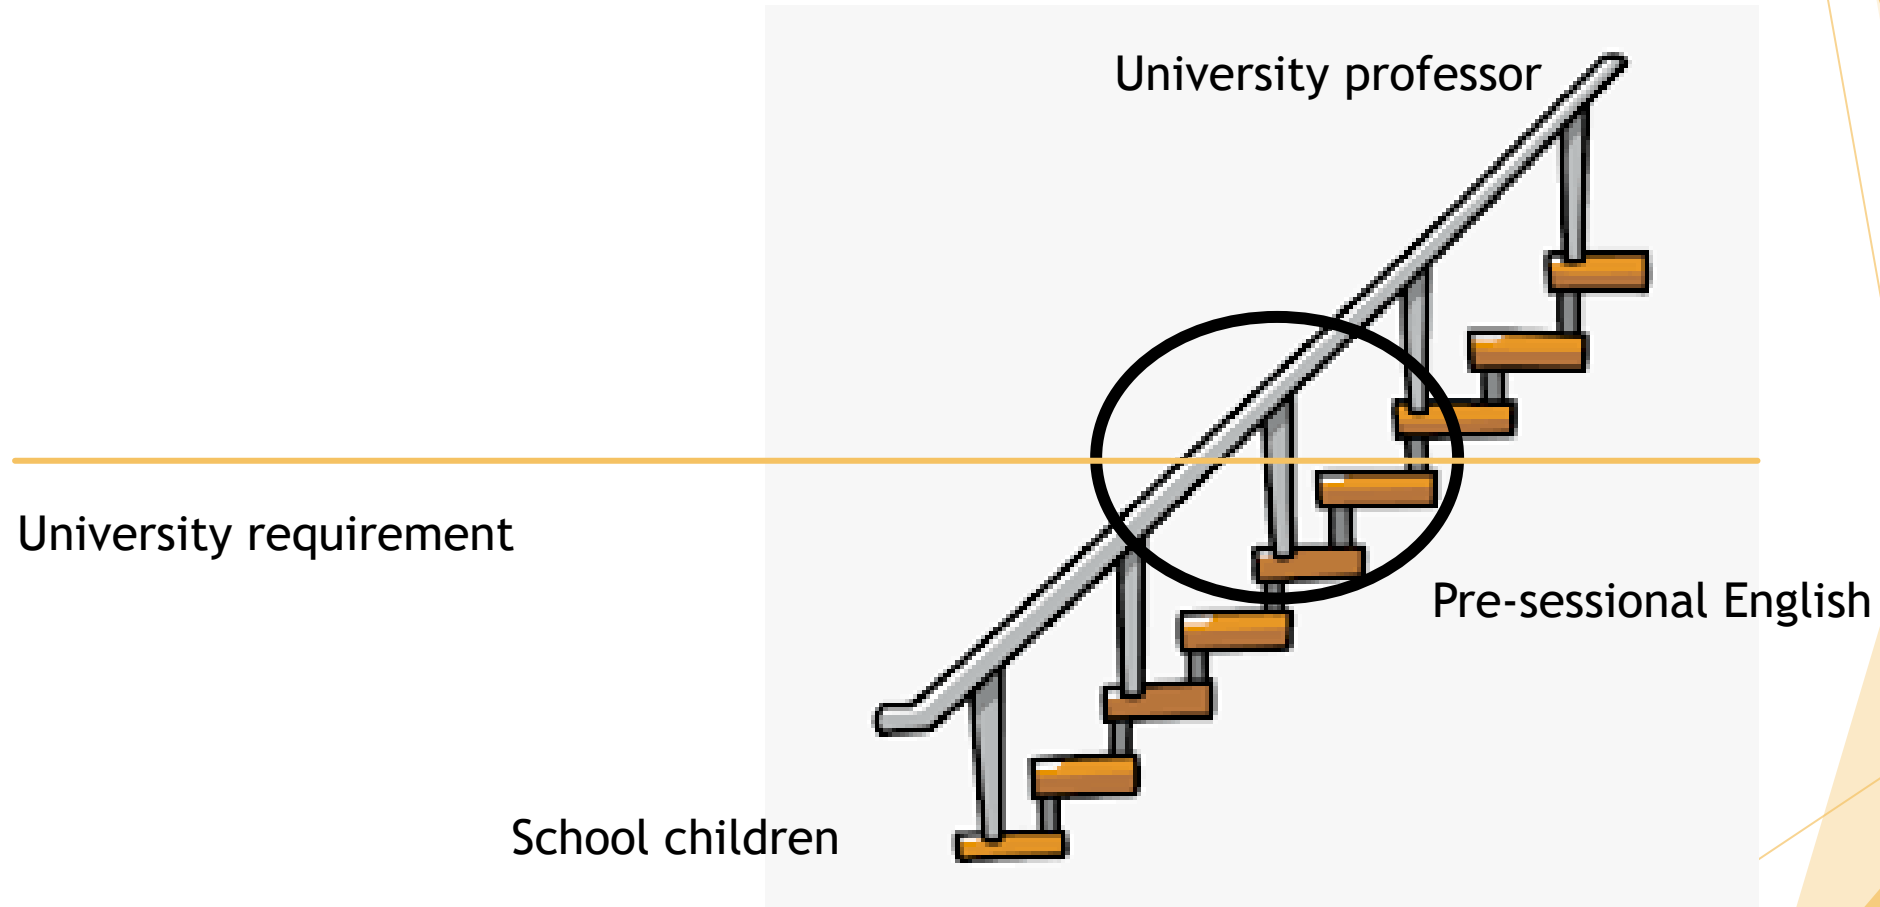 University professor
University requirement
Pre-sessional English
School children